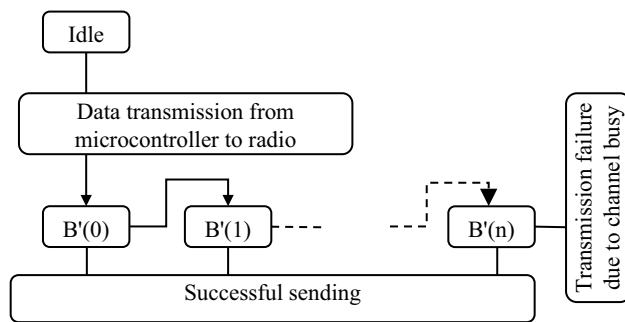 Idle
Data transmission from
microcontroller to radio
B'(0)
B'(1)
B'(n)
Transmission failure
due to channel busy
Successful sending